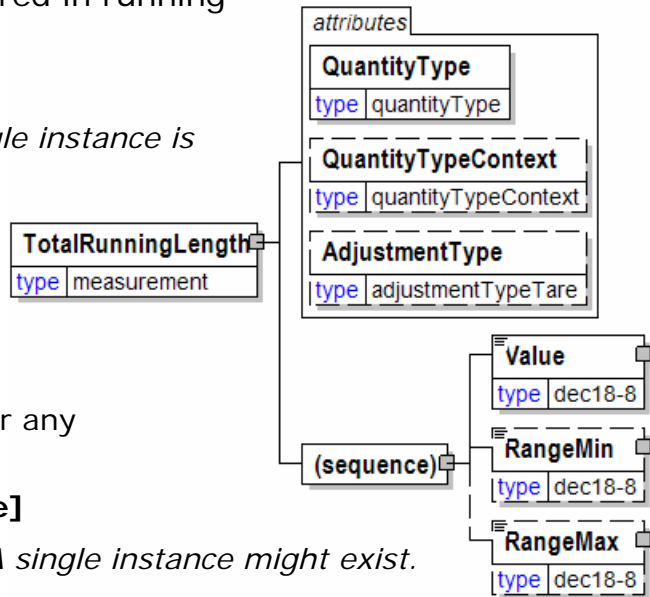 red in running
attributes
QuantityType
type quantityType
gle instance is
QuantityTypeContext
type quantityTypeContext
TotalRunningLength
type measurement
AdjustmentType
type adjustmentTypeTare
Value
type dec18-8
r any
(sequence)
RangeMin
type dec18-8
e]
A single instance might exist.
RangeMax
type dec18-8